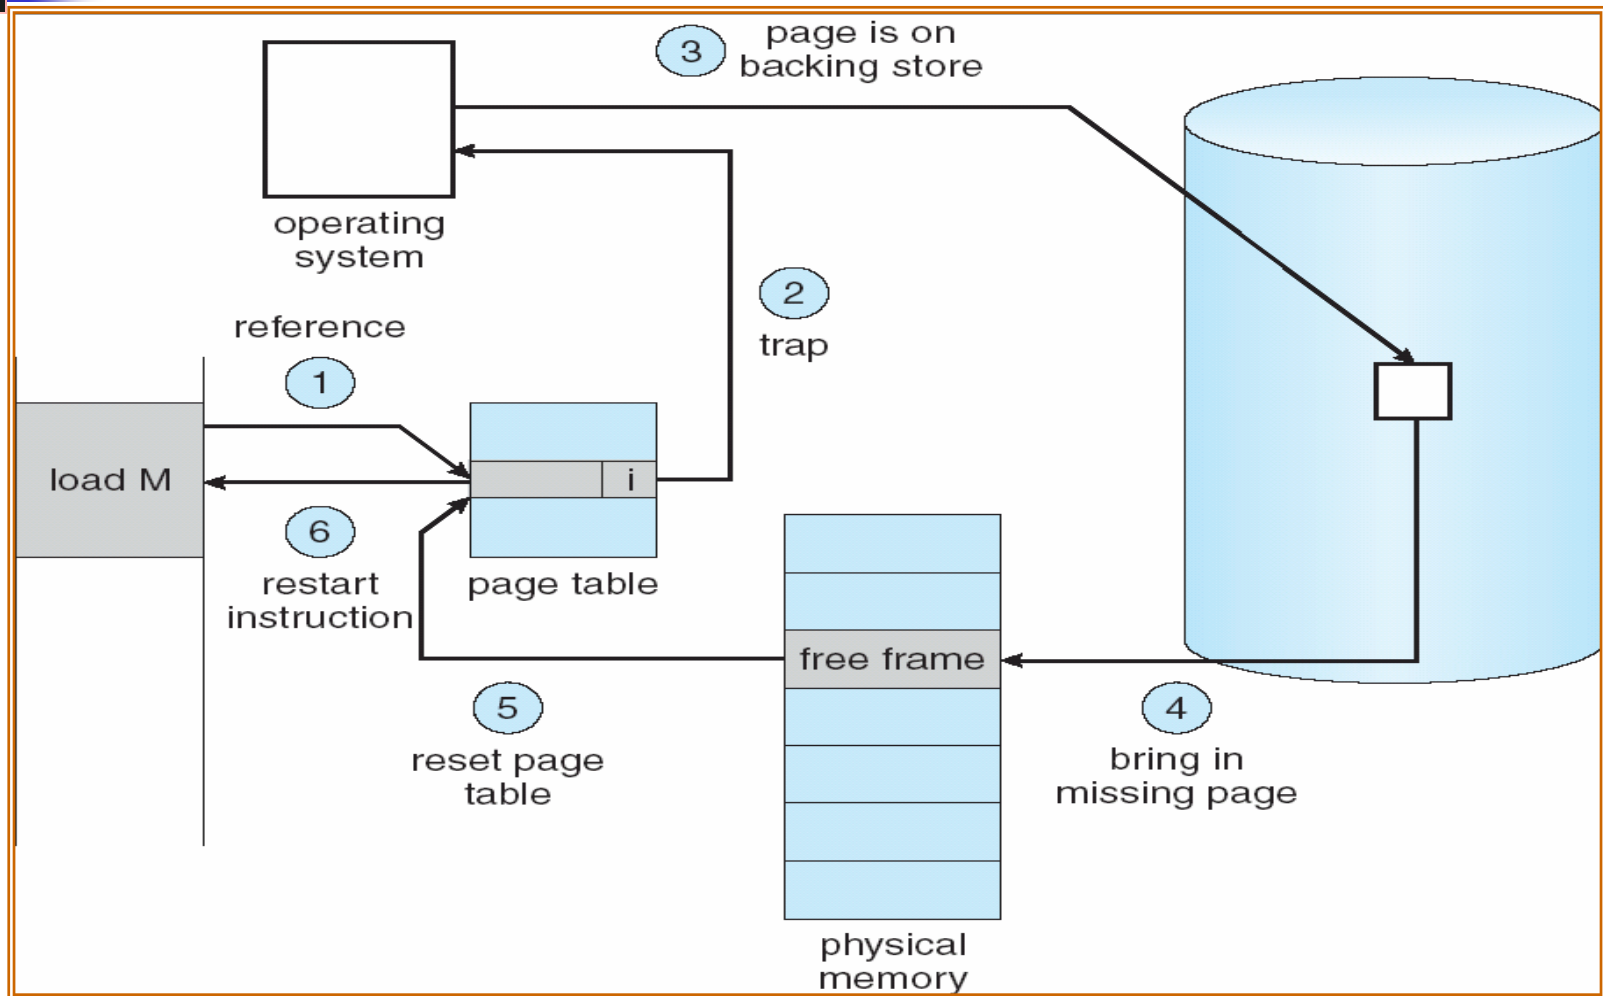 3
page is on
backing store
operating
system
2
trap
reference
1
load M
i
6
restart
instruction
page table
free frame
5
reset page
table
4
bring in
missing page
physical
memory